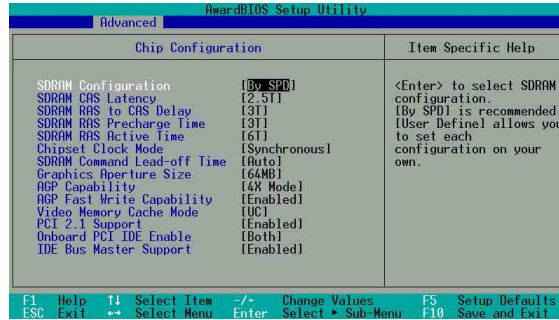 AwardBIOS Setup Utility
Advanced
Chip Configuration
Item Specific Help
SDRAM Configuration [By SPD]
SDRAM CAS Latency [2.5T]
SDRAM RAS to CAS Delay [3T]
SDRAM RAS Precharge Time [3T]
SDRAM RAS Active Time [6T]
Chipset Clock Mode [Synchronous]
SDRAM Command Lead-off Time [Auto]
Graphics Aperture Size [64MB]
AGP Capability [4X Mode]
AGP Fast Write Capability [Enabled]
Video Memory Cache Mode [UC]
PCI 2.1 Support [Enabled]
Onboard PCI IDE Enable [Both]
IDE Bus Master Support [Enabled]
<Enter> to select SDRAM
configuration.
[By SPD] is recommended
[User Define] allows you
to set each
configuration on your
own.
F1 Help ↑↓ Select Item -/+ Change Values F5 Setup Defaults
ESC Exit ↔ Select Menu Enter Select ► Sub-Menu F10 Save and Exit